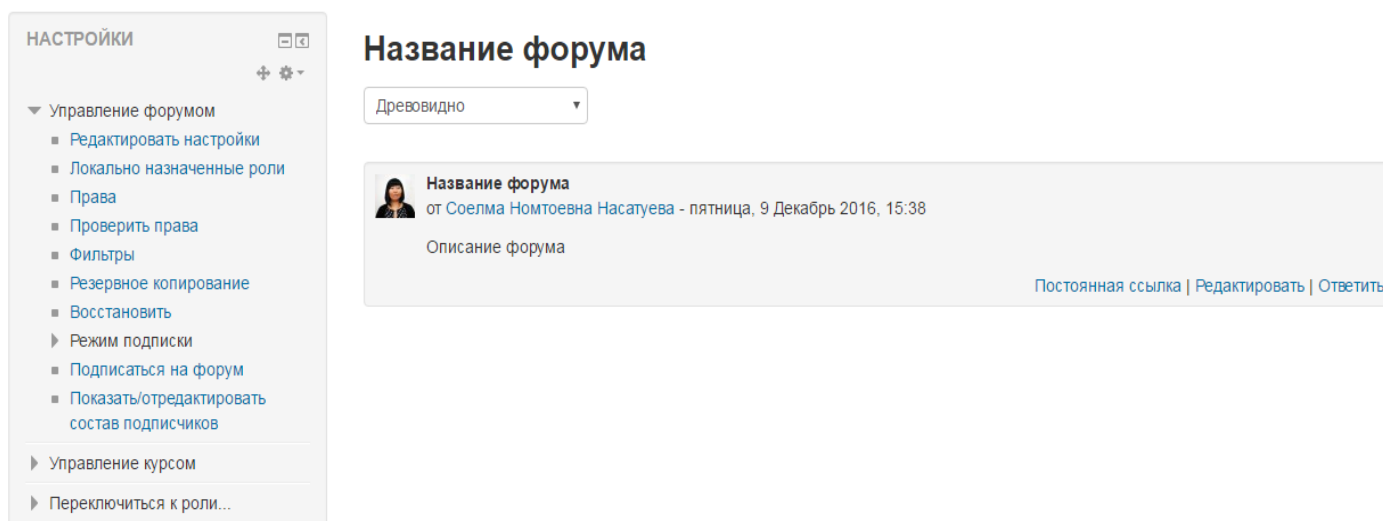 НАСТРОЙКИ
Управление форумом
Редактировать настройки
Локально назначенные роли
Права
Проверить права
Фильтры
Резервное копирование
Восстановить
Режим подписки
Подписаться на форум
Показать/отредактировать
состав подписчиков
Управление курсом
Переключиться к роли...
Название форума
Древовидно
Название форума
от Соелма Номтоевна Насатуева - пятница, 9 Декабрь 2016, 15:38
Описание форума
Постоянная ссылка | Редактировать | Ответить